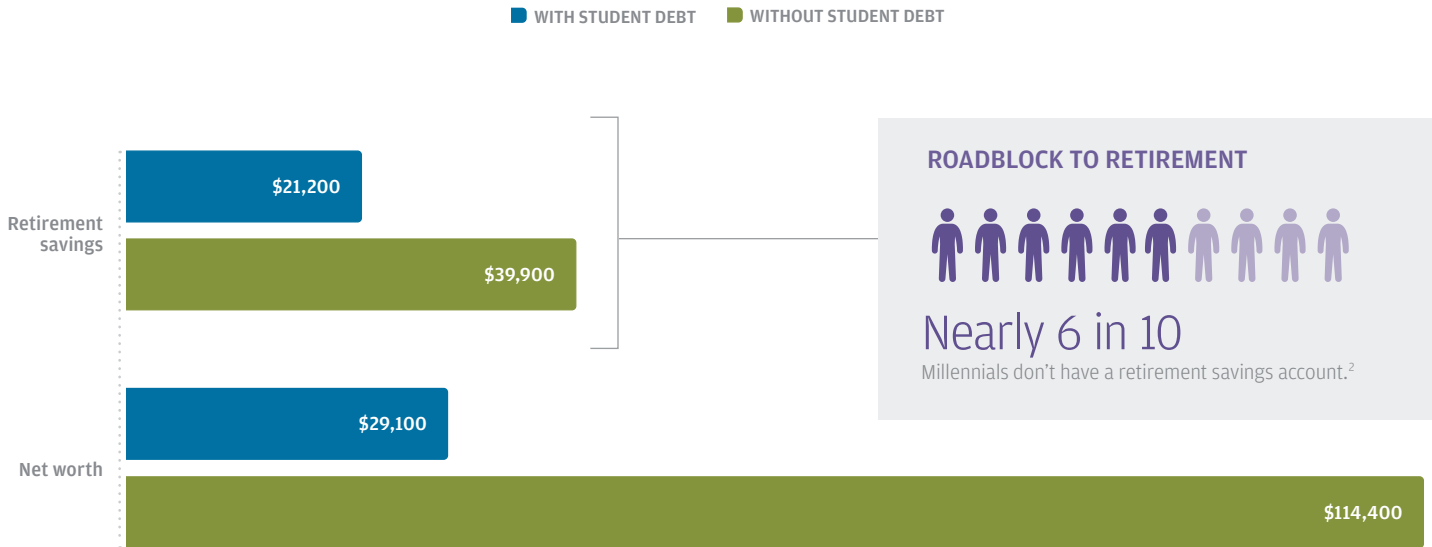 WITH STUDENT DEBT
WITHOUT STUDENT DEBT
Retirement
savings
$21,200
$39,900
ROADBLOCK TO RETIREMENT
Nearly 6 in 10
Millennials don’t have a retirement savings account.²
Net worth
$29,100
$114,400